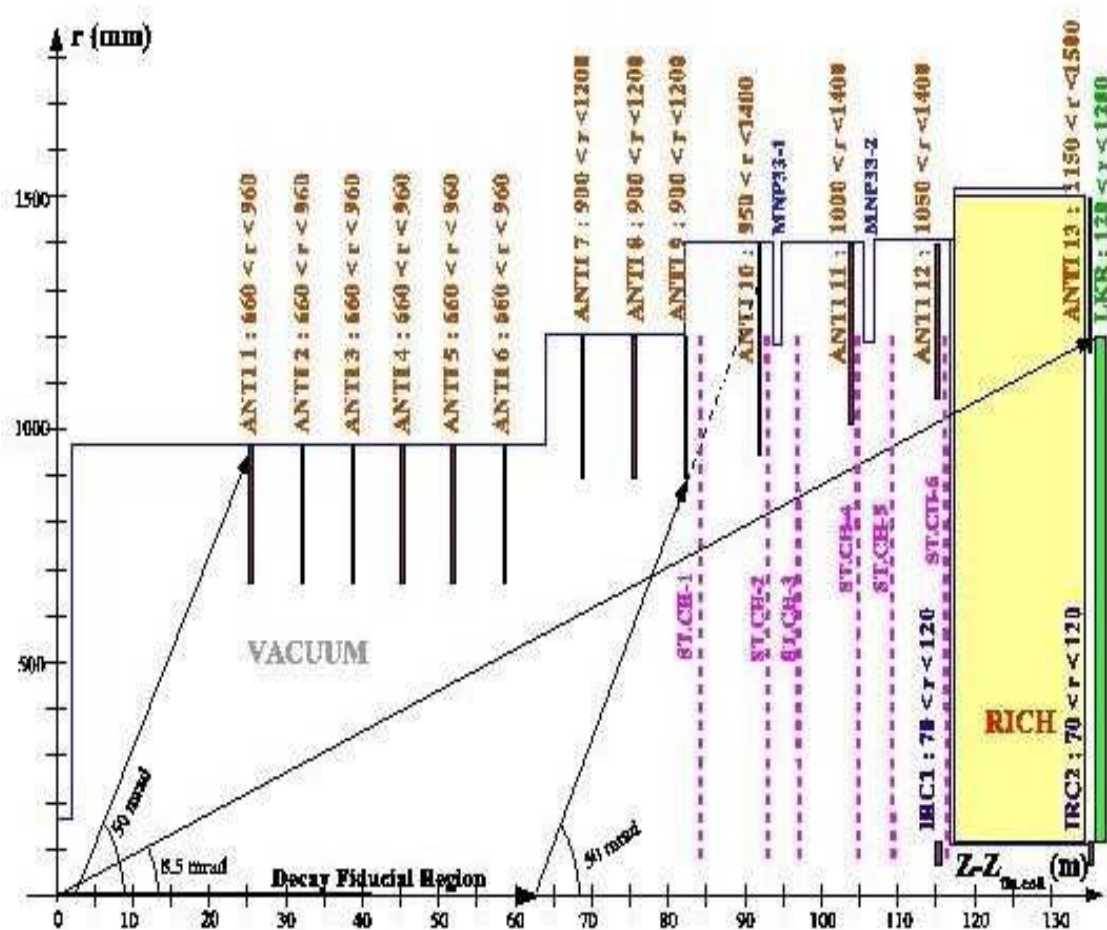 r (mm)
1500
1000
500
0
ANTI 1 : 660 < r < 960
ANTI 2 : 660 < r < 960
ANTI 3 : 660 < r < 960
ANTI 4 : 660 < r < 960
ANTI 5 : 660 < r < 960
ANTI 6 : 660 < r < 960
ANTI 7 : 900 < r < 1200
ANTI 8 : 900 < r < 1200
ANTI 9 : 900 < r < 1200
ANTI 10 : 950 < r < 1400
MNP33-1
ANTI 11 : 1000 < r < 1400
MNP33-2
ANTI 12 : 1050 < r < 1400
ANTI 13 : 1150 < r < 1500
LKR : 120 < r < 1200
VACUUM
ST.CH-1
ST.CH-2
ST.CH-3
ST.CH-4
ST.CH-5
ST.CH-6
IRC1 : 70 < r < 120
RICH
IRC2 : 70 < r < 120
50 mrad
8.5 mrad
50 mrad
Decay Fiducial Region
Z-Z (m)
0 10 20 30 40 50 60 70 80 90 100 110 120 130